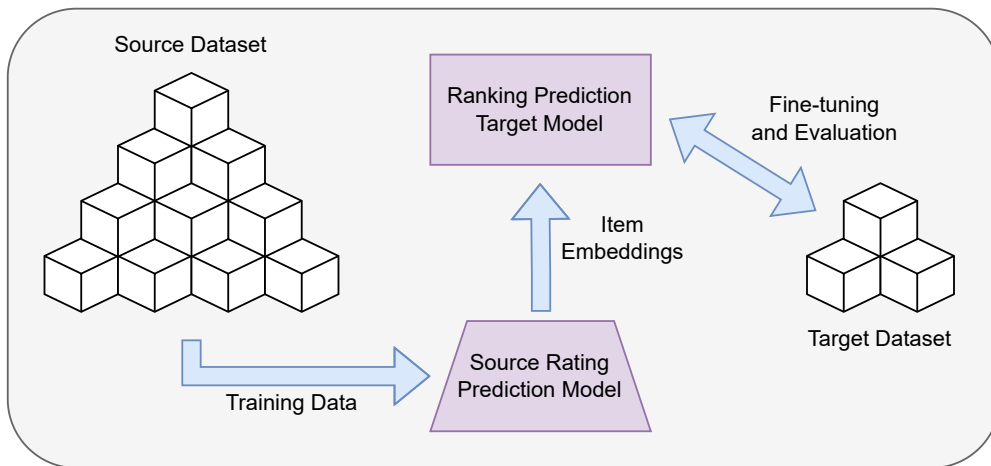 Source Dataset
Ranking Prediction
Target Model
Fine-tuning
and Evaluation
Item
Embeddings
Target Dataset
Source Rating
Prediction Model
Training Data